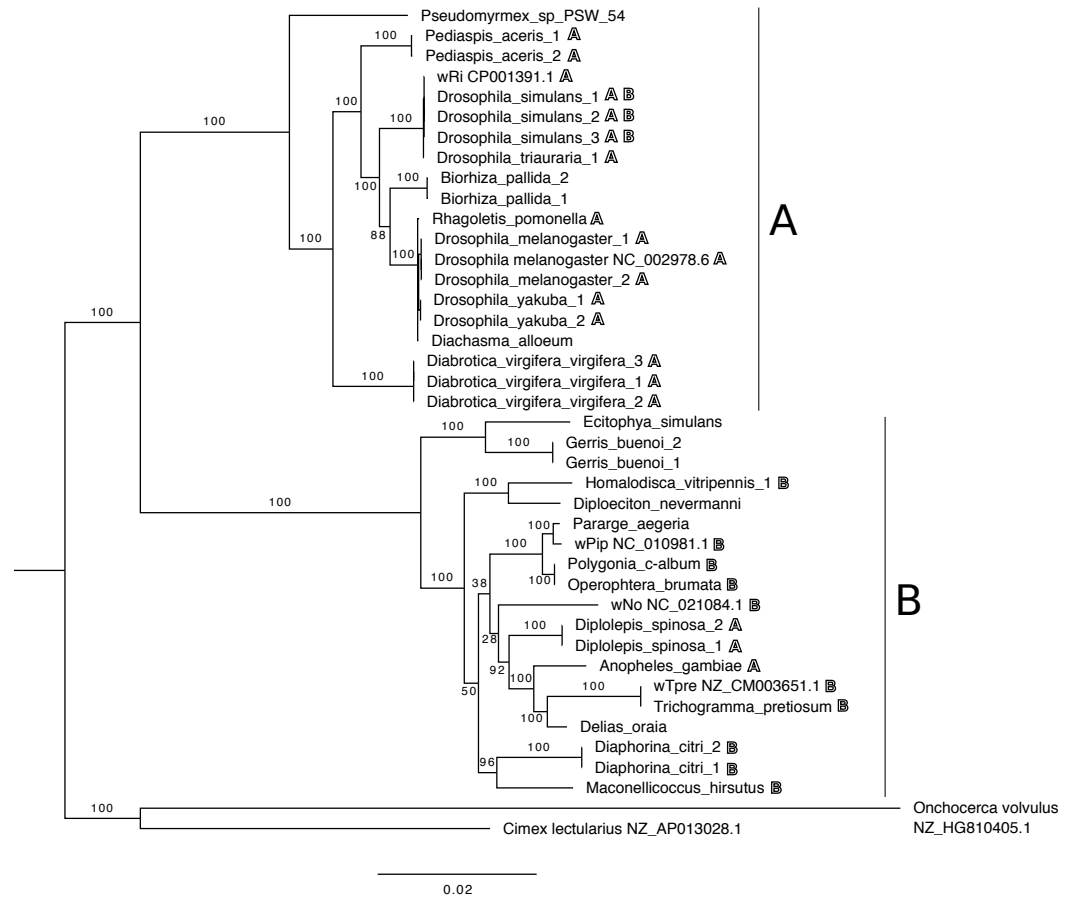 Pseudomyrmex_sp_PSW_54
Pediaspis_aceris_1 A
100
Pediaspis_aceris_2 A
wRi CP001391.1 A
Drosophila_simulans_1 A B
100
Drosophila_simulans_2 A B
100
100
Drosophila_simulans_3 A B
Drosophila_triauraria_1 A
Biorhiza_pallida_2
100
100
Biorhiza_pallida_1
Rhagoletis_pomonella A
A
88
Drosophila_melanogaster_1 A
100
100
Drosophila melanogaster NC_002978.6 A
Drosophila_melanogaster_2 A
Drosophila_yakuba_1 A
100
Drosophila_yakuba_2 A
Diachasma_alloeum
Diabrotica_virgifera_virgifera_3 A
100
Diabrotica_virgifera_virgifera_1 A
Diabrotica_virgifera_virgifera_2 A
Ecitophya_simulans
100
Gerris_buenoi_2
100
Gerris_buenoi_1
Homalodisca_vitripennis_1 B
100
Diploeciton_nevermanni
100
Pararge_aegeria
100
wPip NC_010981.1 B
100
Polygonia_c-album B
100
Operophtera_brumata B
100
38
wNo NC_021084.1 B
B
Diplolepis_spinosa_2 A
100
28
Diplolepis_spinosa_1 A
Anopheles_gambiae A
92
100
wTpre NZ_CM003651.1 B
100
50
Trichogramma_pretiosum B
100
Delias_oraia
Diaphorina_citri_2 B
100
96
Diaphorina_citri_1 B
Maconellicoccus_hirsutus B
100
Onchocerca volvulus
NZ_HG810405.1
Cimex lectularius NZ_AP013028.1
0.02